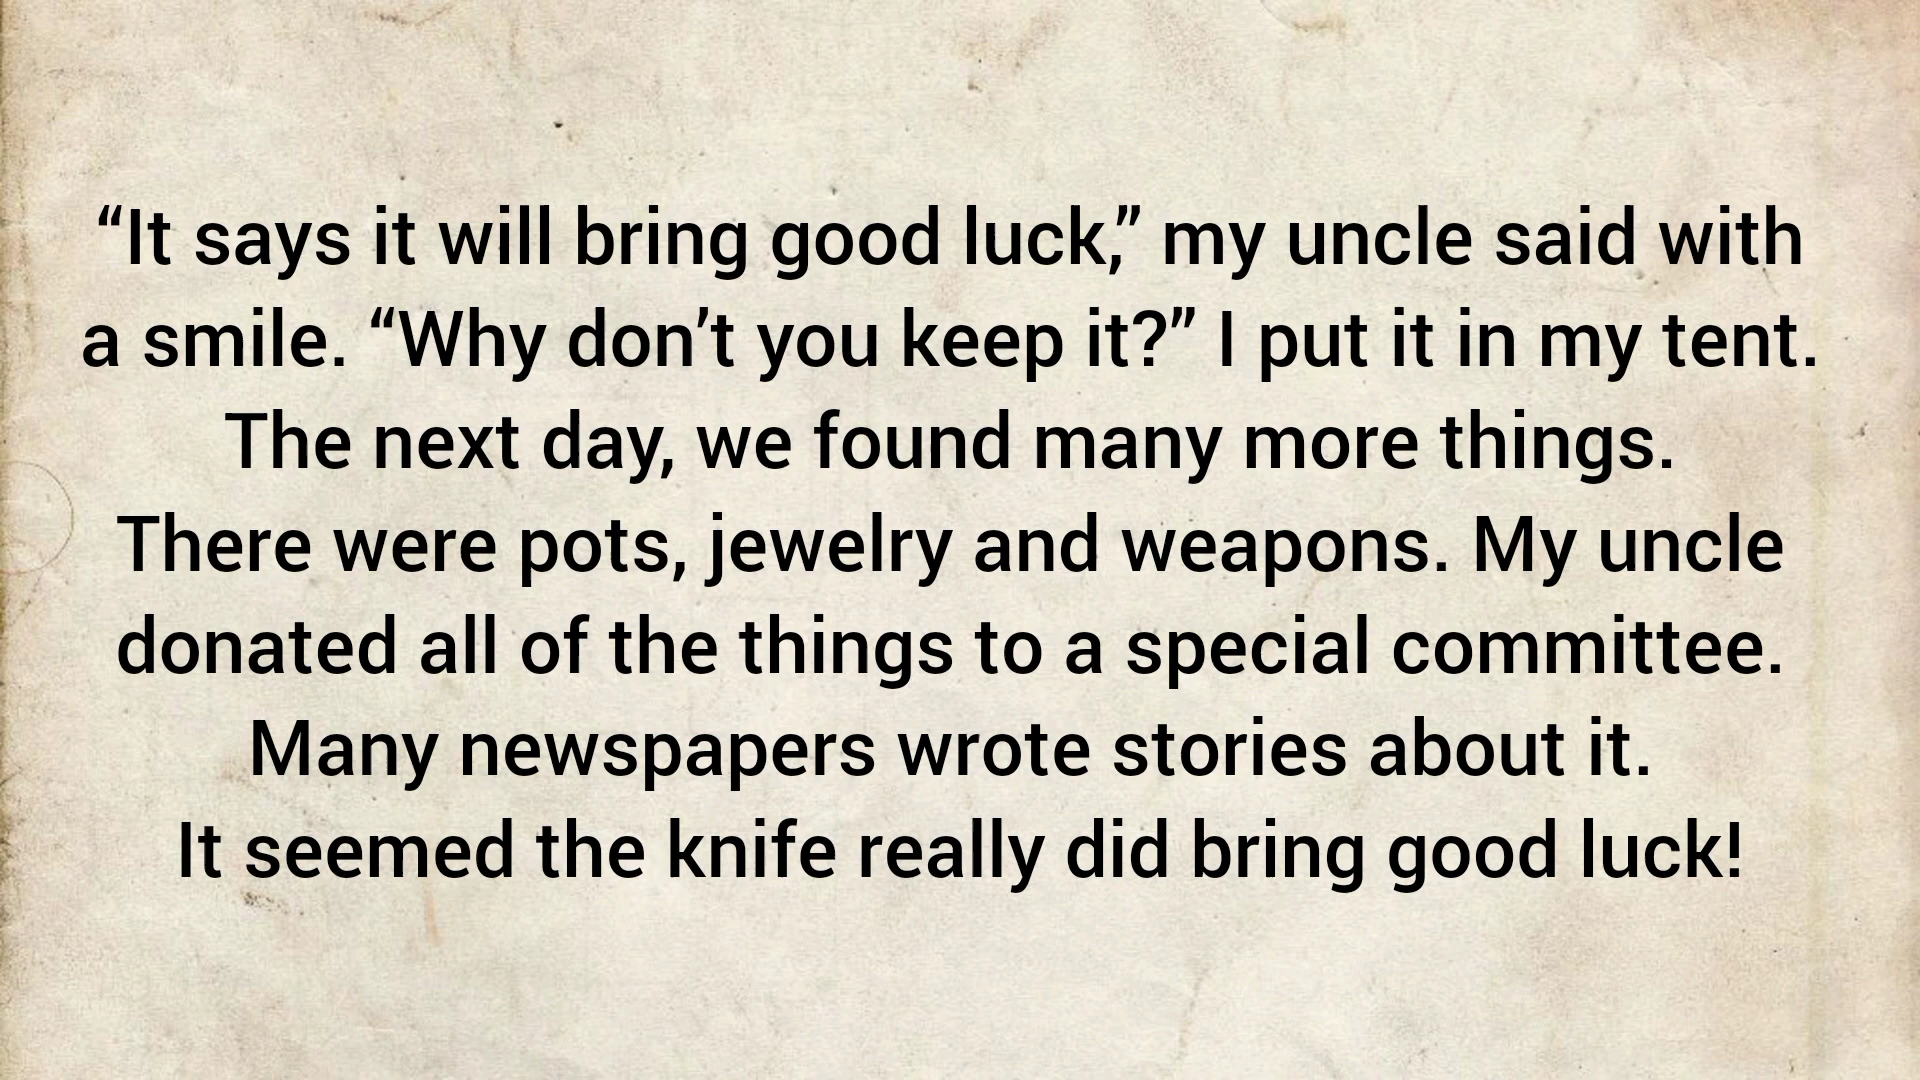 “It says it will bring good luck,” my uncle said with
a smile. “Why don’t you keep it?” I put it in my tent.
The next day, we found many more things.
There were pots, jewelry and weapons. My uncle
donated all of the things to a special committee.
Many newspapers wrote stories about it.
It seemed the knife really did bring good luck!